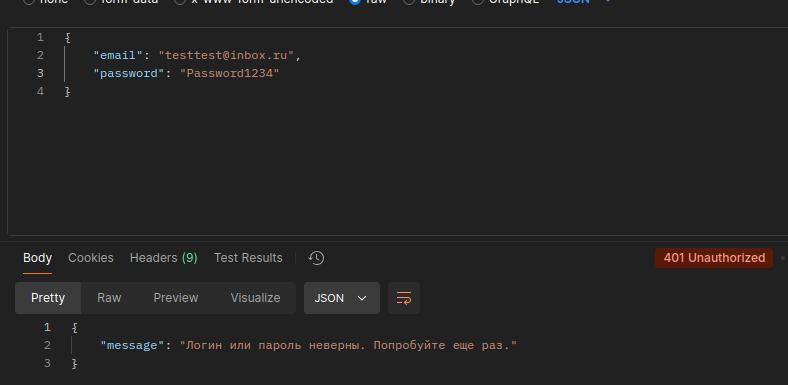 none form-data x-www-form-urlencoded raw binary GraphQL JSON
1 {
2 "email": "testtest@inbox.ru",
3 "password": "Password1234"
4 }
Body Cookies Headers (9) Test Results 401 Unauthorized
Pretty Raw Preview Visualize JSON
1 {
2 "message": "Логин или пароль неверны. Попробуйте еще раз."
3 }